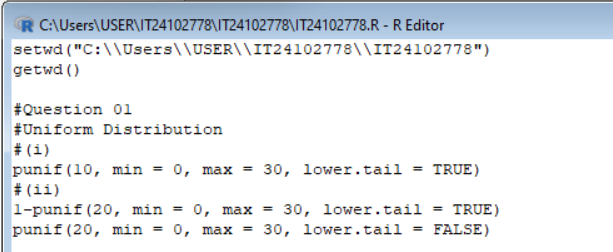 C:\Users\USER\IT24102778\IT24102778\IT24102778.R - R Editor
setwd("C:\\Users\\USER\\IT24102778\\IT24102778")
getwd()
#Question 01
#Uniform Distribution
#(i)
punif(10, min = 0, max = 30, lower.tail = TRUE)
#(ii)
1-punif(20, min = 0, max = 30, lower.tail = TRUE)
punif(20, min = 0, max = 30, lower.tail = FALSE)